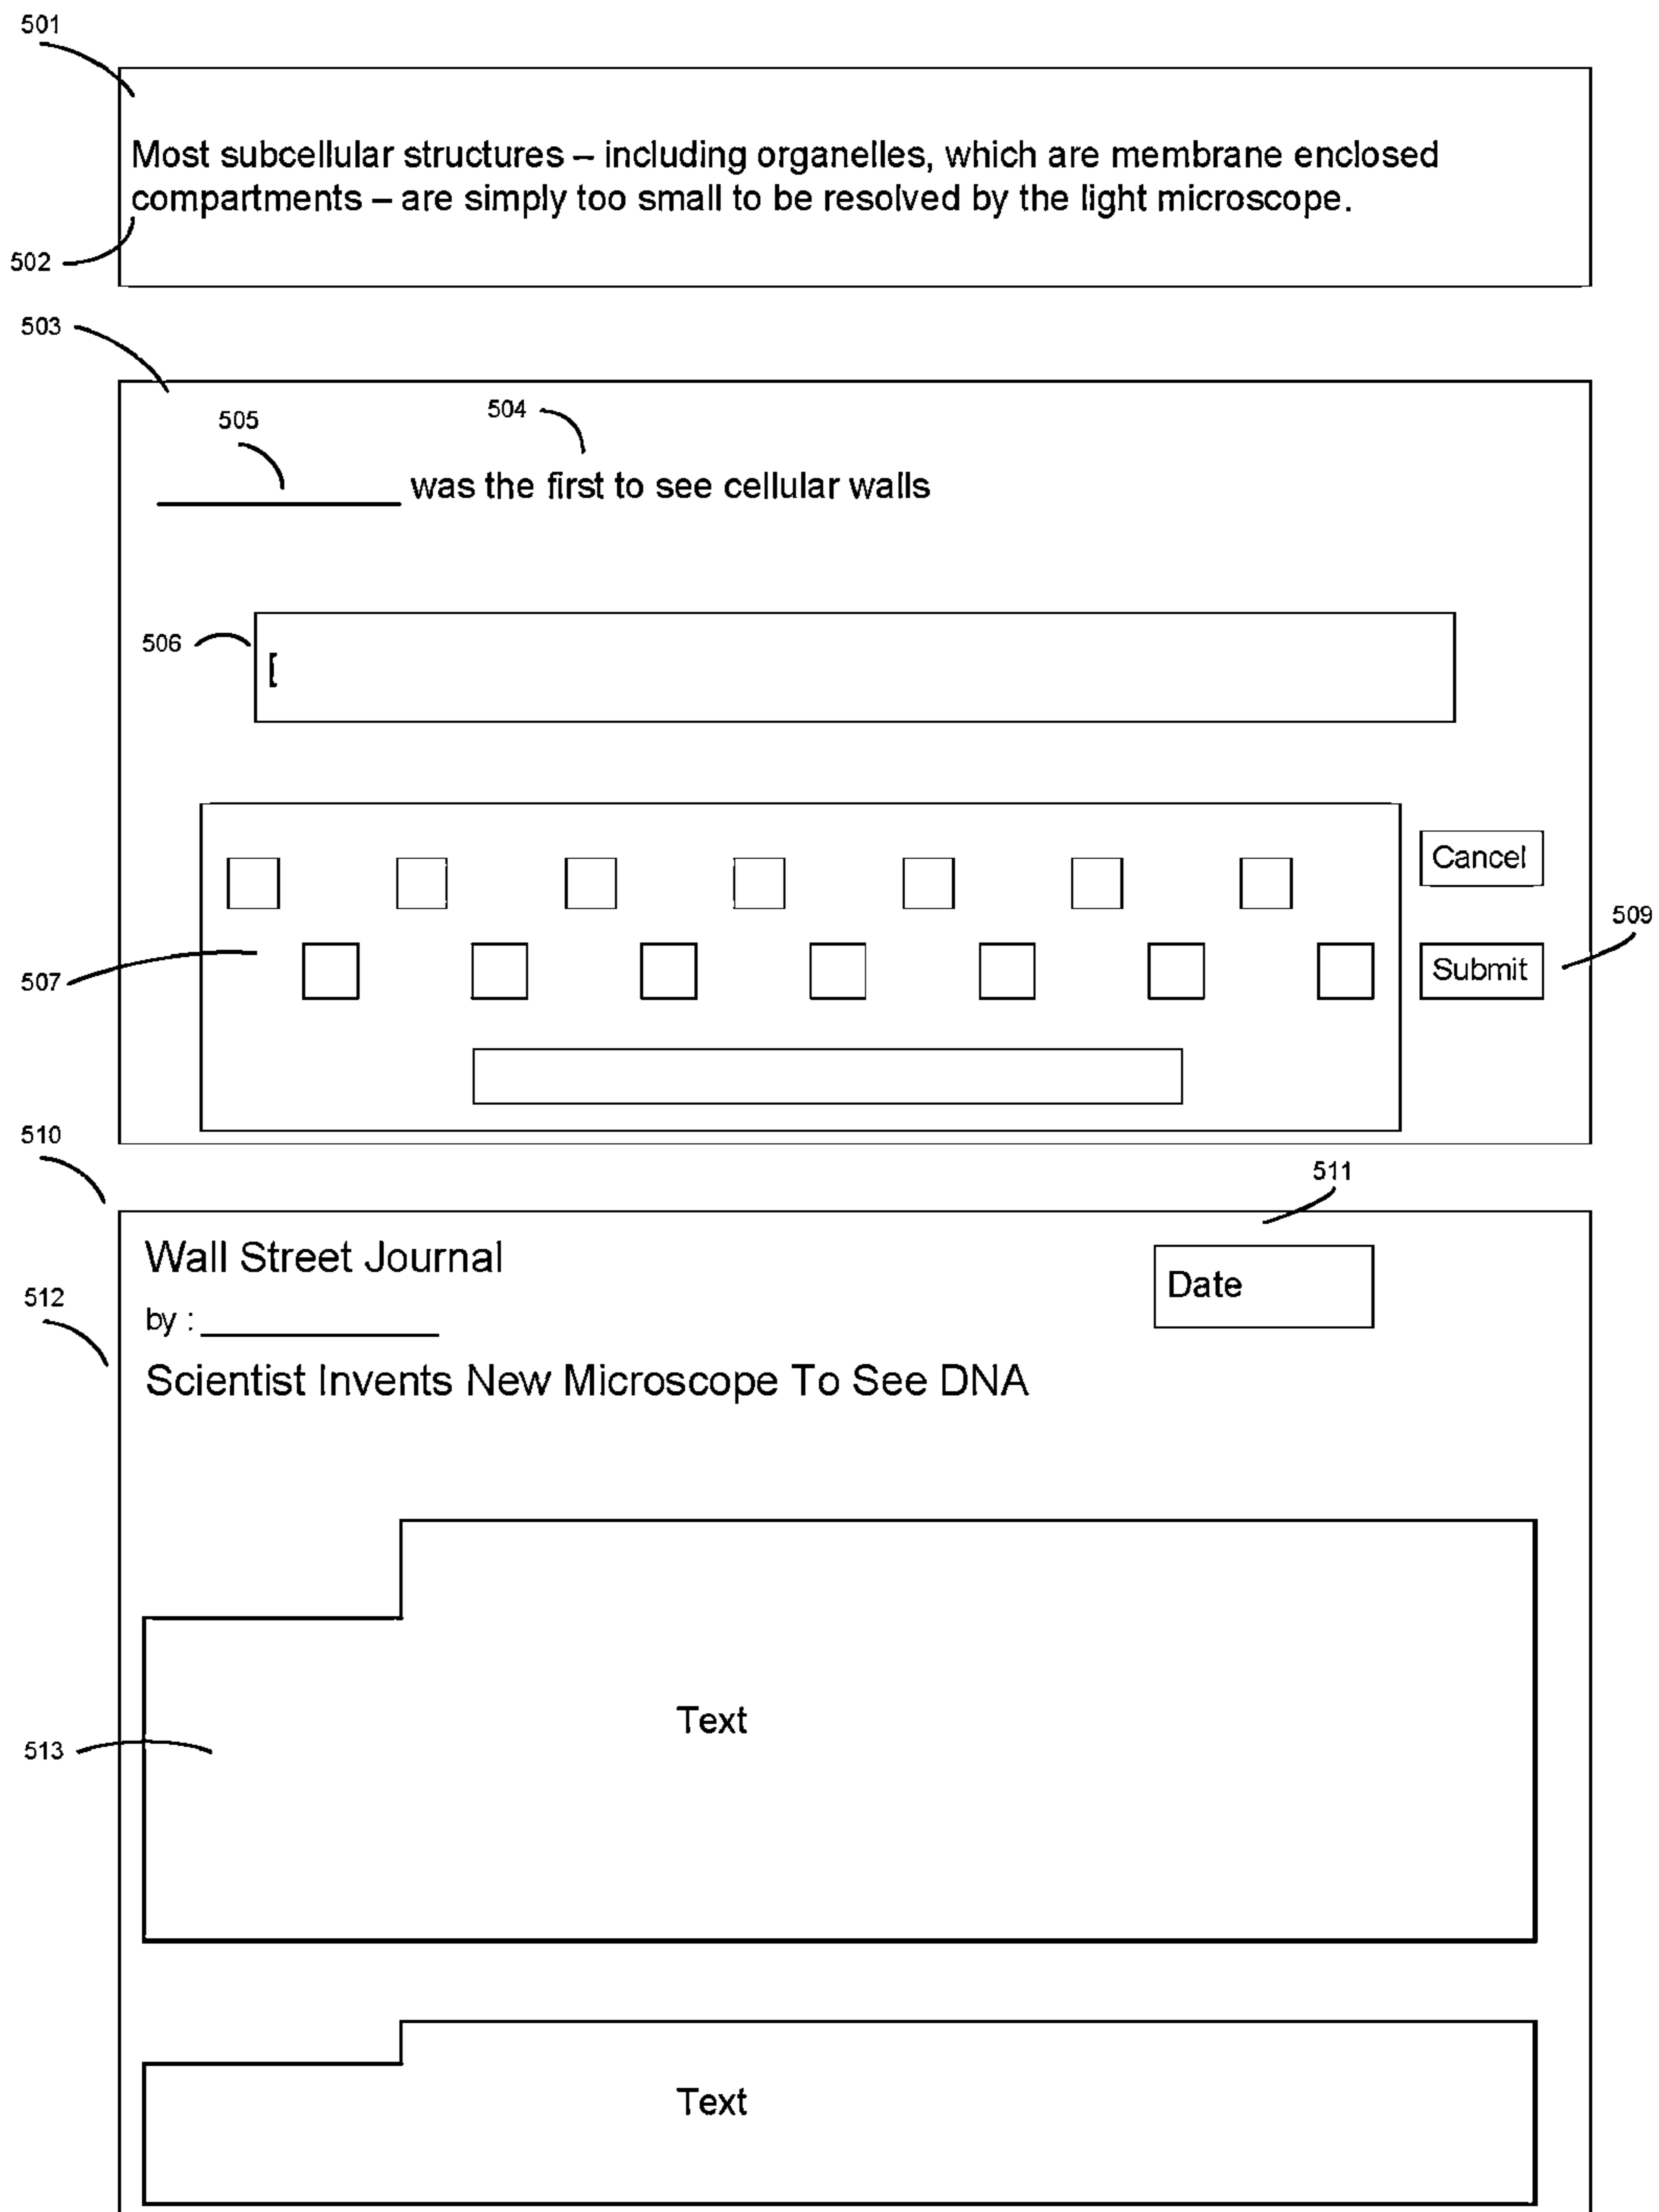 501
Most subcellular structures – including organelles, which are membrane enclosed
compartments – are simply too small to be resolved by the light microscope.
502
503
504
505
__________ was the first to see cellular walls
506
[
Cancel
509
507
Submit
510
511
Wall Street Journal
Date
512
by : __________
Scientist Invents New Microscope To See DNA
Text
513
Text